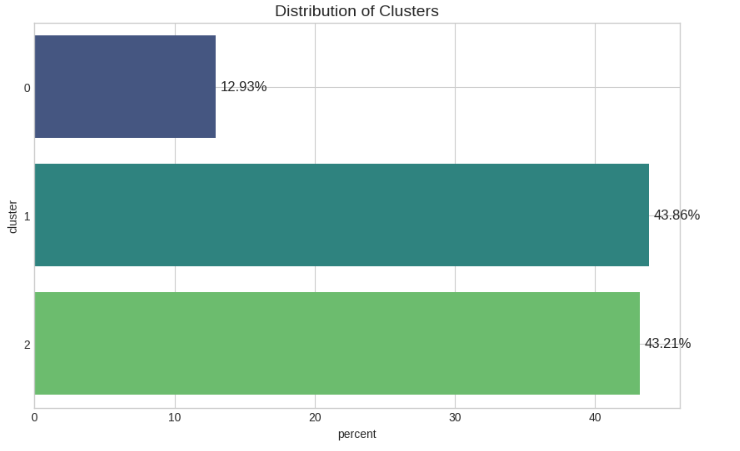 Distribution of Clusters
0
12.93%
cluster
1
43.86%
2
43.21%
0 10 20 30 40
percent